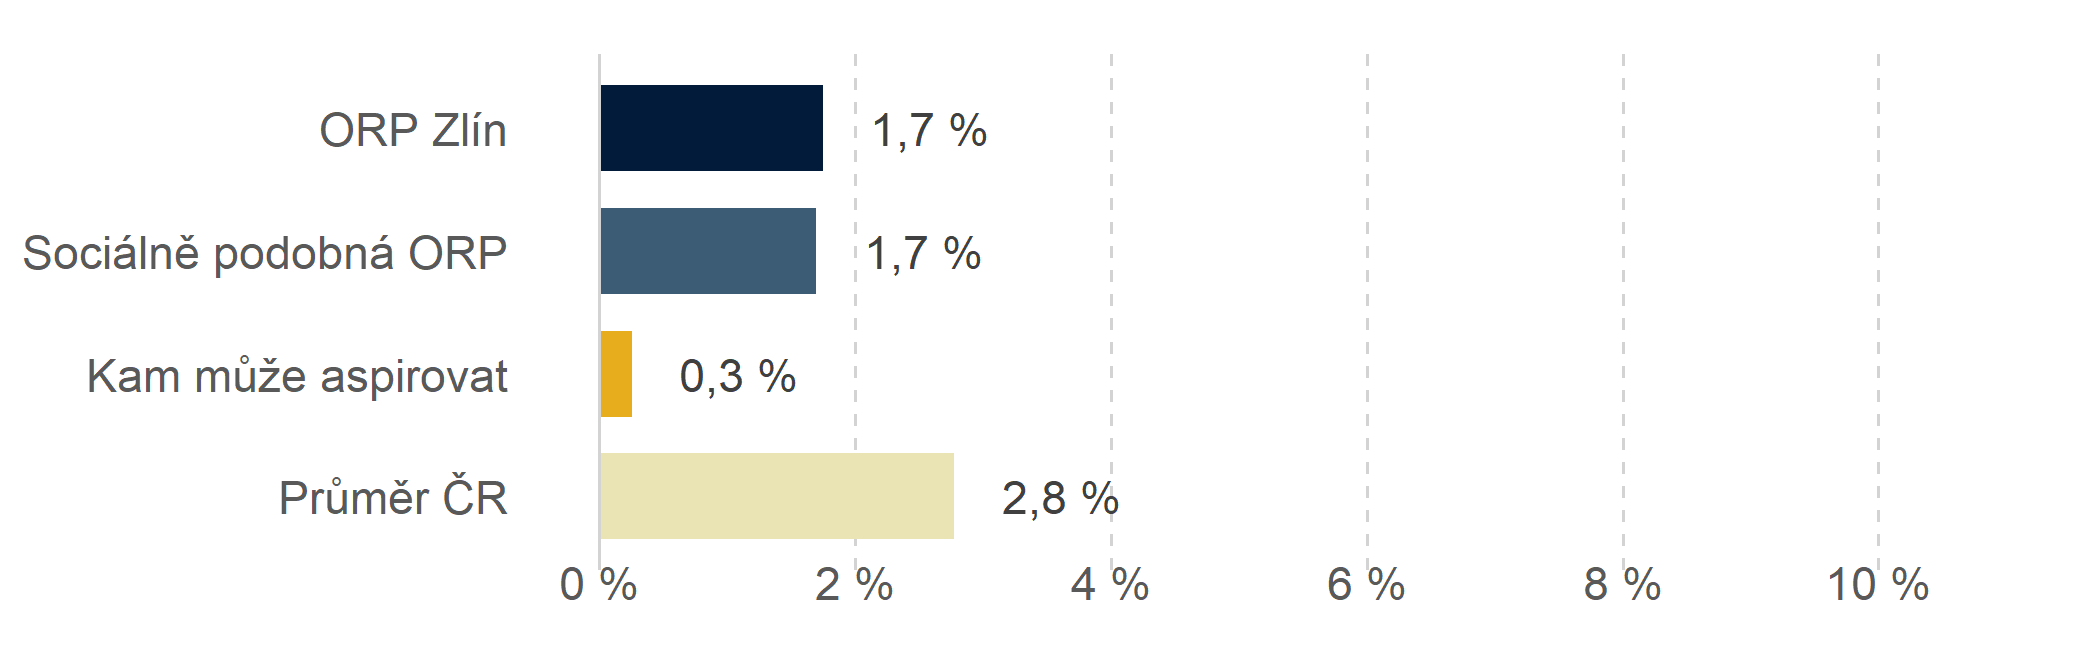 ORP Zlín 1,7 %
Sociálně podobná ORP 1,7 %
Kam může aspirovat 0,3 %
Průměr ČR 2,8 %
0 % 2 % 4 % 6 % 8 % 10 %